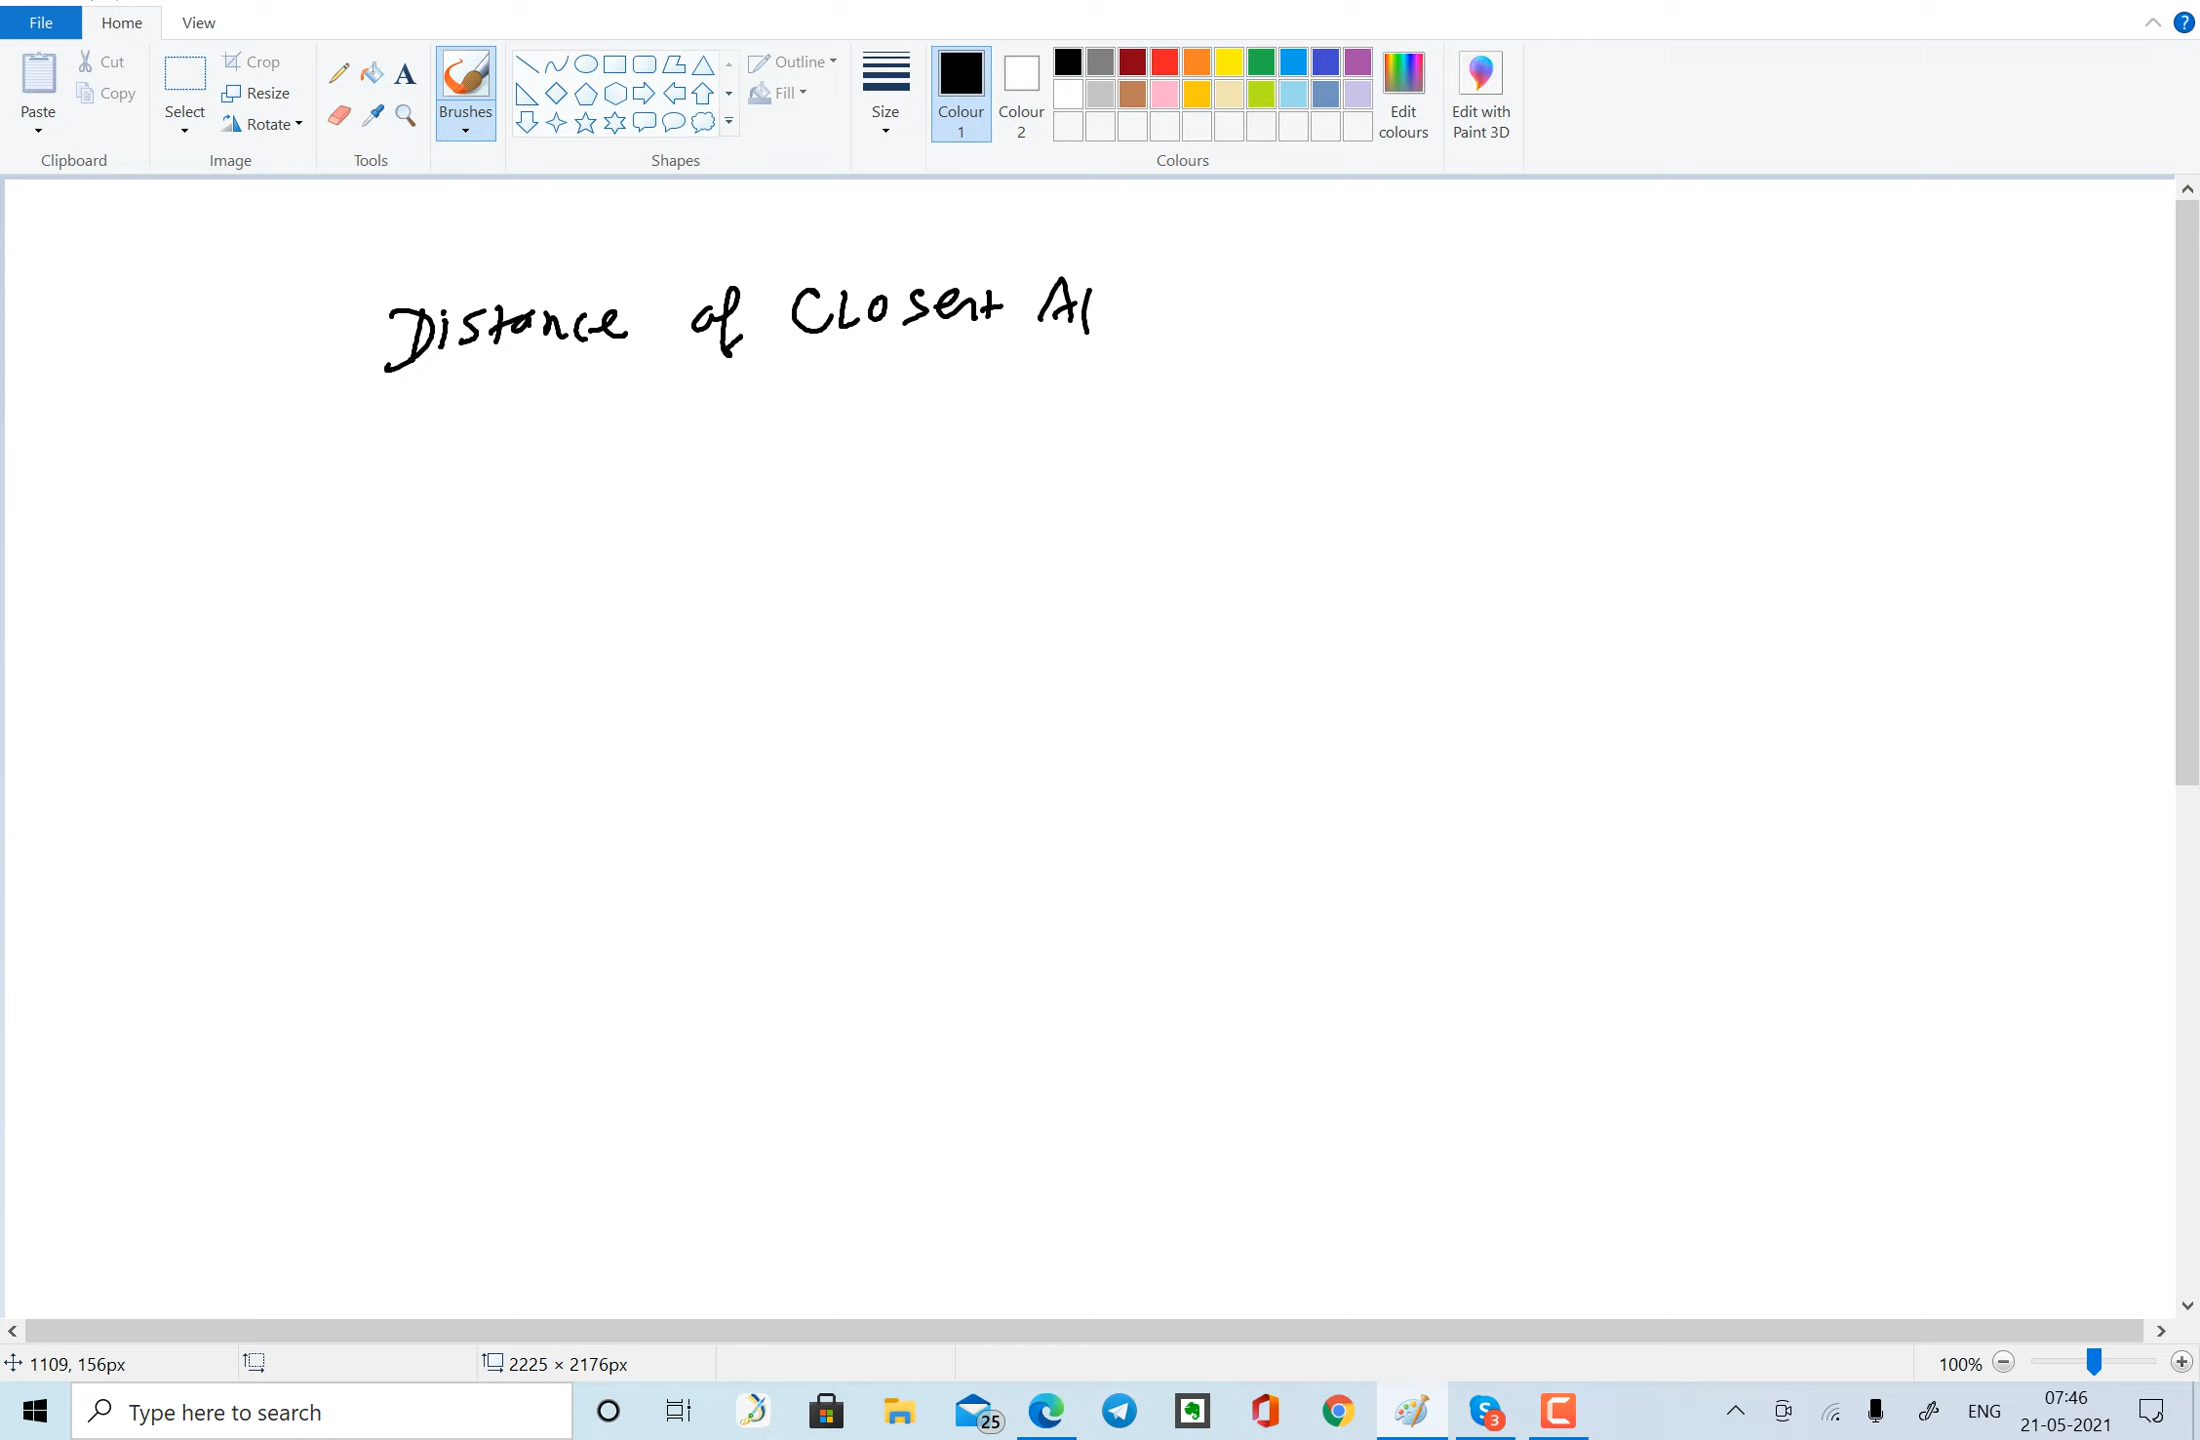 File Home View
Paste Cut Copy Select Crop Resize Rotate Brushes Outline Fill Size Colour 1 Colour 2 Edit colours Edit with Paint 3D
Clipboard Image Tools Shapes Colours
Distance of Closest A
1109, 156px 2225 × 2176px 100%
Type here to search 25 3 ENG 07:46
21-05-2021